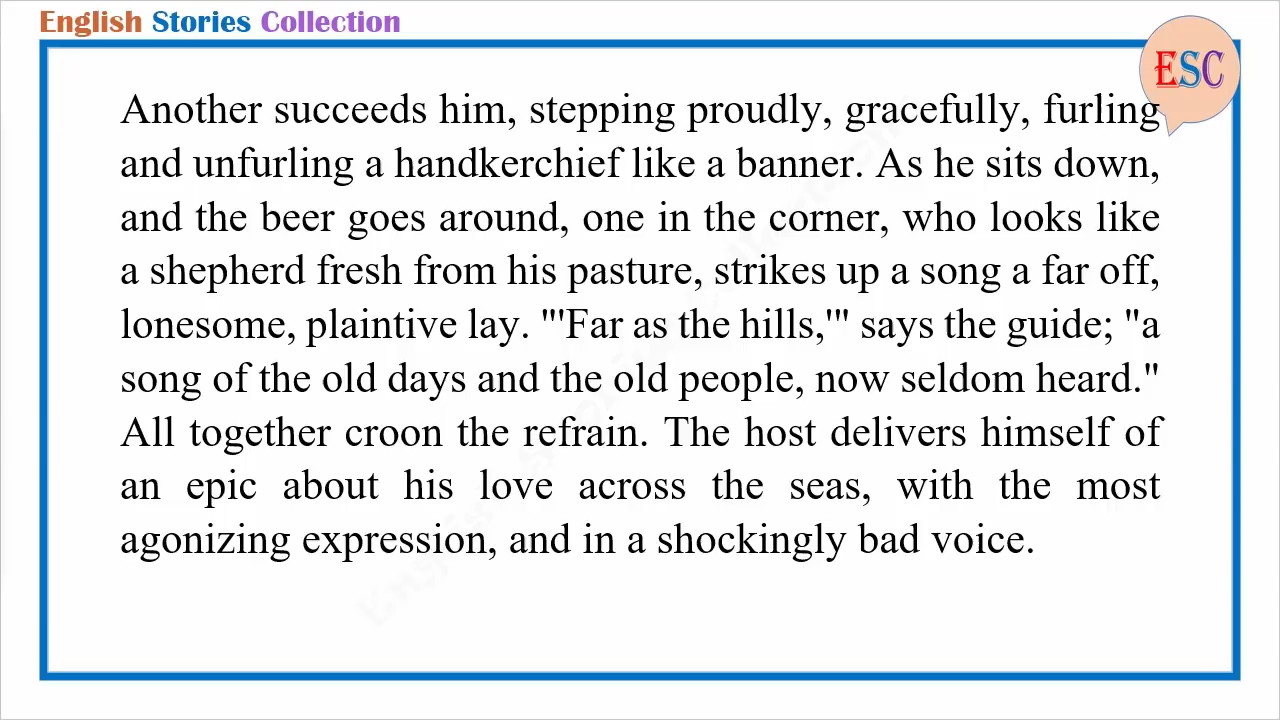 English Stories Collection
ESC
Another succeeds him, stepping proudly, gracefully, furling
and unfurling a handkerchief like a banner. As he sits down,
and the beer goes around, one in the corner, who looks like
a shepherd fresh from his pasture, strikes up a song a far off,
lonesome, plaintive lay. "'Far as the hills,'" says the guide; "a
song of the old days and the old people, now seldom heard."
All together croon the refrain. The host delivers himself of
an epic about his love across the seas, with the most
agonizing expression, and in a shockingly bad voice.